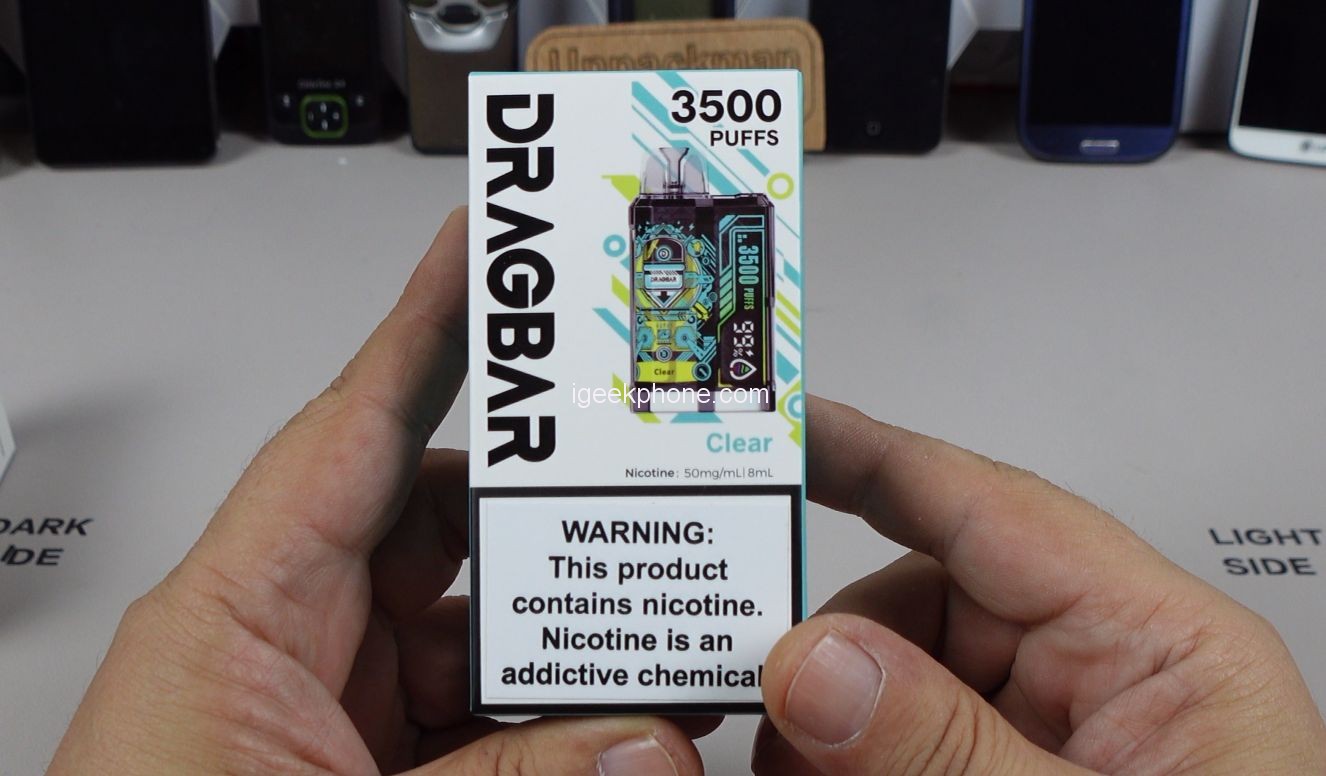 Unpackman
DRAGBAR
3500
PUFFS
DRAGBAR
3500 PUFFS
99%
Clear
igeekphone.com
Clear
Nicotine: 50mg/mL| 8mL
WARNING:
This product
contains nicotine.
Nicotine is an
addictive chemical
DARK
LIGHT
SIDE